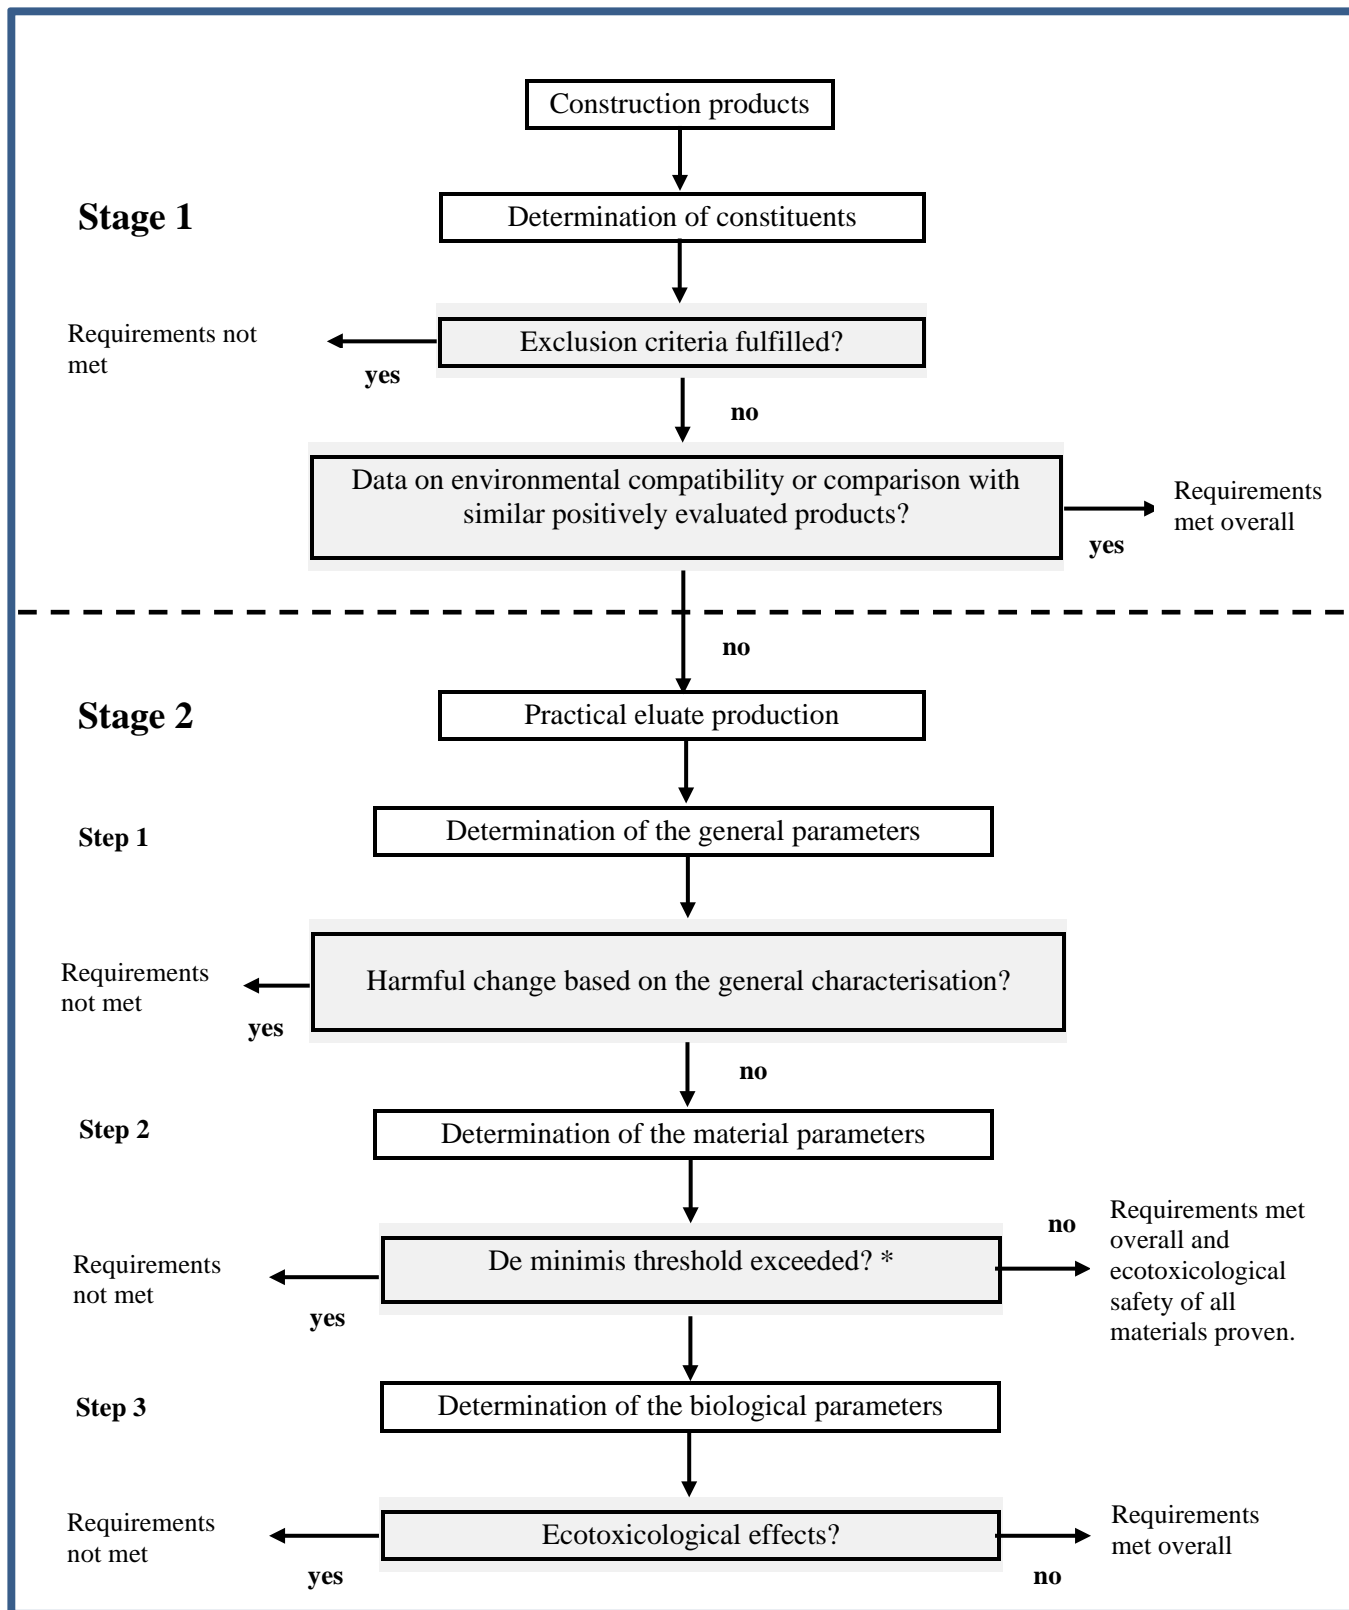 Construction products
Stage 1
Determination of constituents
Requirements not
met
yes
Exclusion criteria fulfilled?
no
Data on environmental compatibility or comparison with
similar positively evaluated products?
yes
Requirements
met overall
no
Stage 2
Practical eluate production
Step 1
Determination of the general parameters
Requirements
not met
yes
Harmful change based on the general characterisation?
no
Step 2
Determination of the material parameters
Requirements
not met
yes
De minimis threshold exceeded? *
no
Requirements met
overall and
ecotoxicological
safety of all
materials proven.
Step 3
Determination of the biological parameters
Requirements
not met
yes
Ecotoxicological effects?
no
Requirements
met overall